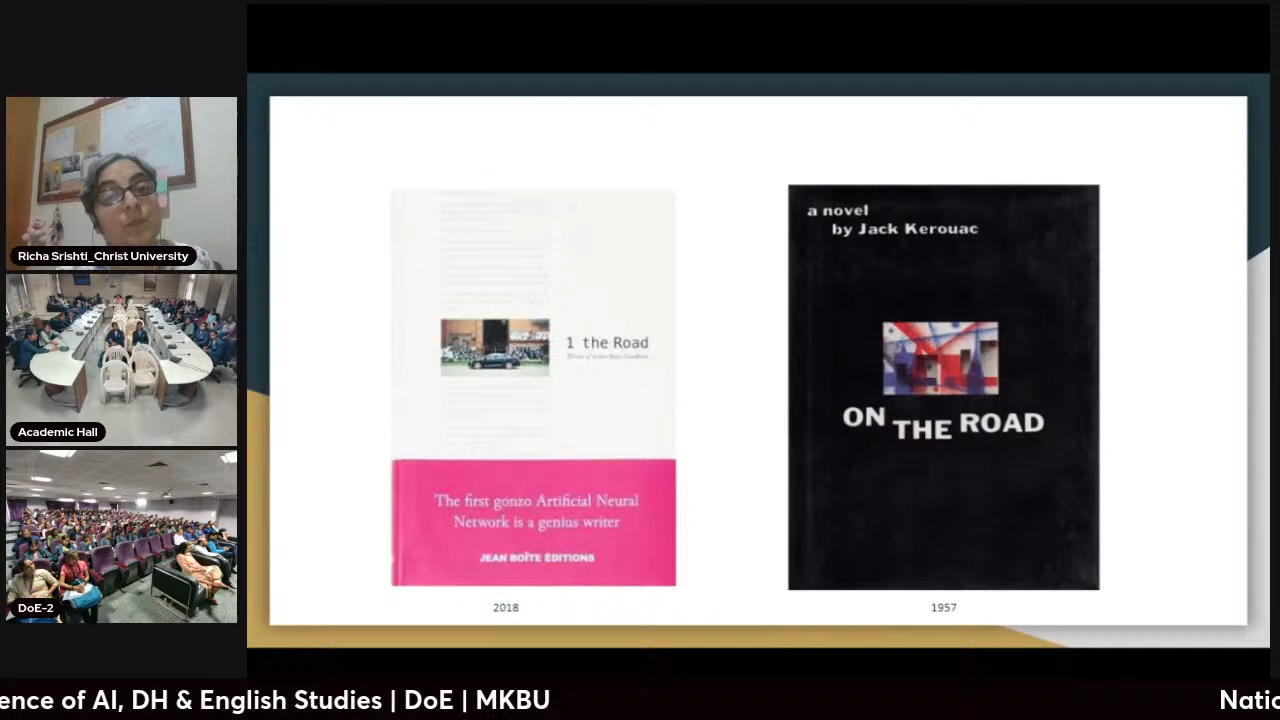 Richa Srishti_Christ University
Academic Hall
DoE-2
1 the Road
The first gonzo Artificial Neural
Network is a genius writer
JEAN BOÎTE ÉDITIONS
2018
a novel
by Jack Kerouac
ON THE ROAD
1957
ence of AI, DH & English Studies | DoE | MKBU
Natio